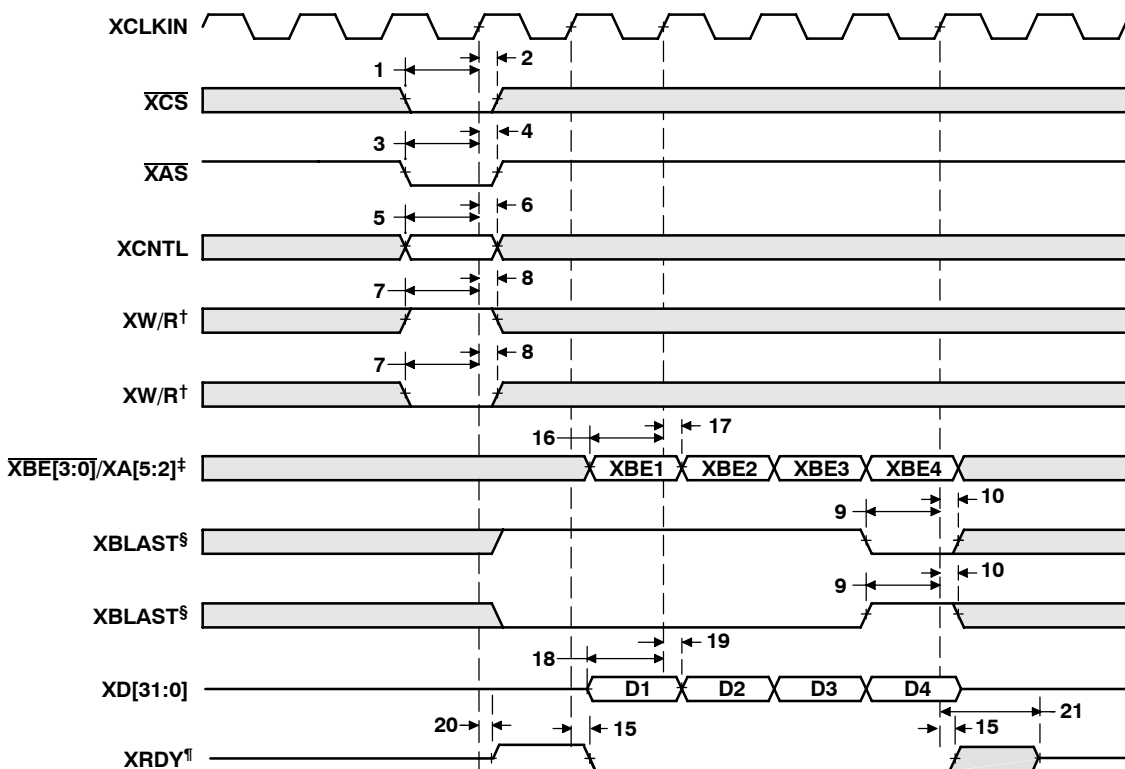 XCLKIN
1
2
XCS
3
4
XAS
5
6
XCNTL
7
8
XW/R†
7
8
XW/R†
16
17
XBE[3:0]/XA[5:2]‡ XBE1 XBE2 XBE3 XBE4
9
10
XBLAST§
9
10
XBLAST§
18
19
XD[31:0] D1 D2 D3 D4
20
15
15
21
XRDY¶